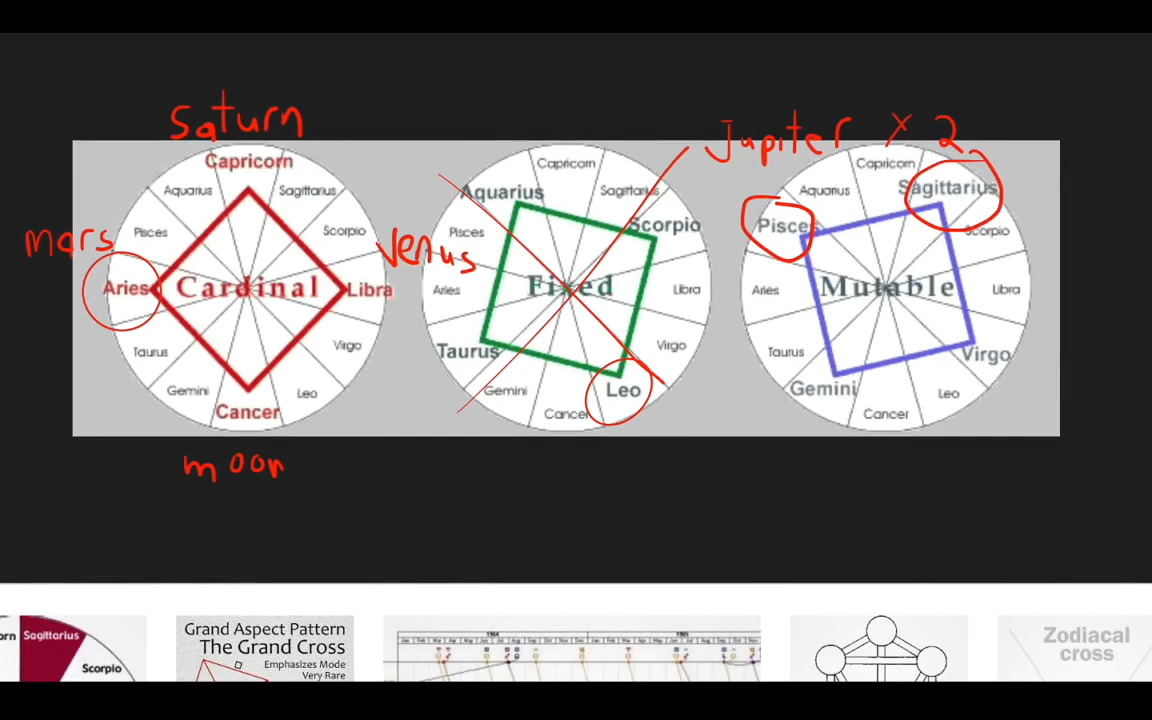 Saturn
Jupiter x 2
mars
Venus
moon
Capricorn
Aquarius
Sagittarius
Pisces
Scorpio
Aries
Cardinal
Libra
Taurus
Virgo
Gemini
Leo
Cancer
Capricorn
Aquarius
Sagittarius
Pisces
Scorpio
Aries
Fixed
Libra
Taurus
Virgo
Gemini
Leo
Cancer
Capricorn
Aquarius
Sagittarius
Pisces
Scorpio
Aries
Mutable
Libra
Taurus
Virgo
Gemini
Leo
Cancer
orn
Sagittarius
Scorpio
Grand Aspect Pattern
The Grand Cross
Emphasizes Mode
Very Rare
1964
1965
Zodiacal
cross